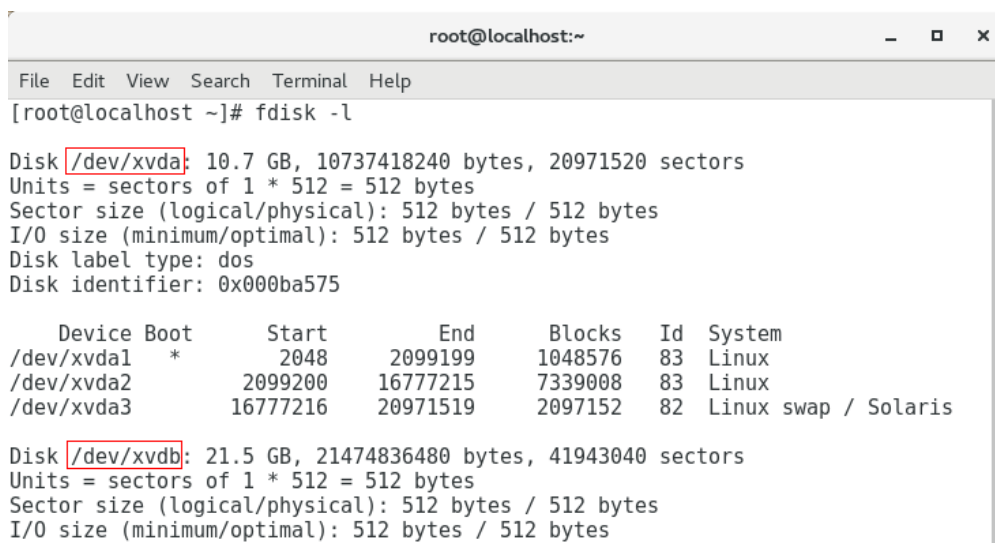 root@localhost:~
File Edit View Search Terminal Help
[root@localhost ~]# fdisk -l
Disk /dev/xvda: 10.7 GB, 10737418240 bytes, 20971520 sectors
Units = sectors of 1 * 512 = 512 bytes
Sector size (logical/physical): 512 bytes / 512 bytes
I/O size (minimum/optimal): 512 bytes / 512 bytes
Disk label type: dos
Disk identifier: 0x000ba575
Device Boot Start End Blocks Id System
/dev/xvda1 * 2048 2099199 1048576 83 Linux
/dev/xvda2 2099200 16777215 7339008 83 Linux
/dev/xvda3 16777216 20971519 2097152 82 Linux swap / Solaris
Disk /dev/xvdb: 21.5 GB, 21474836480 bytes, 41943040 sectors
Units = sectors of 1 * 512 = 512 bytes
Sector size (logical/physical): 512 bytes / 512 bytes
I/O size (minimum/optimal): 512 bytes / 512 bytes